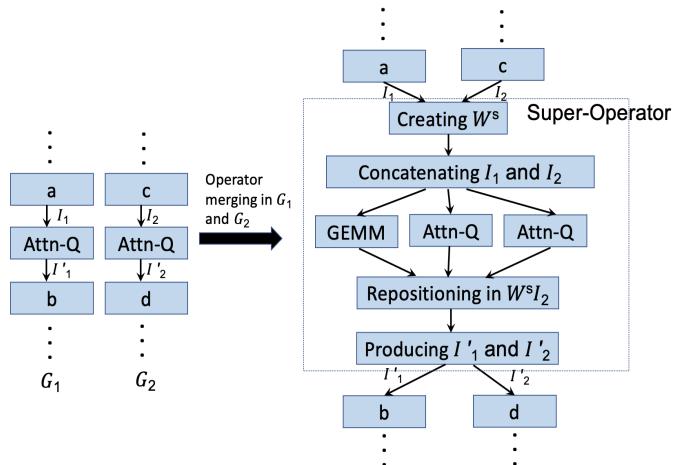 a
c
I₁
I₂
Creating Wˢ
Super-Operator
Concatenating I₁ and I₂
GEMM
Attn-Q
Attn-Q
Repositioning in WˢI₂
Producing I'₁ and I'₂
I'₁
I'₂
b
d
a
c
I₁
I₂
Attn-Q
Attn-Q
I'₁
I'₂
b
d
G₁
G₂
Operator
merging in G₁
and G₂